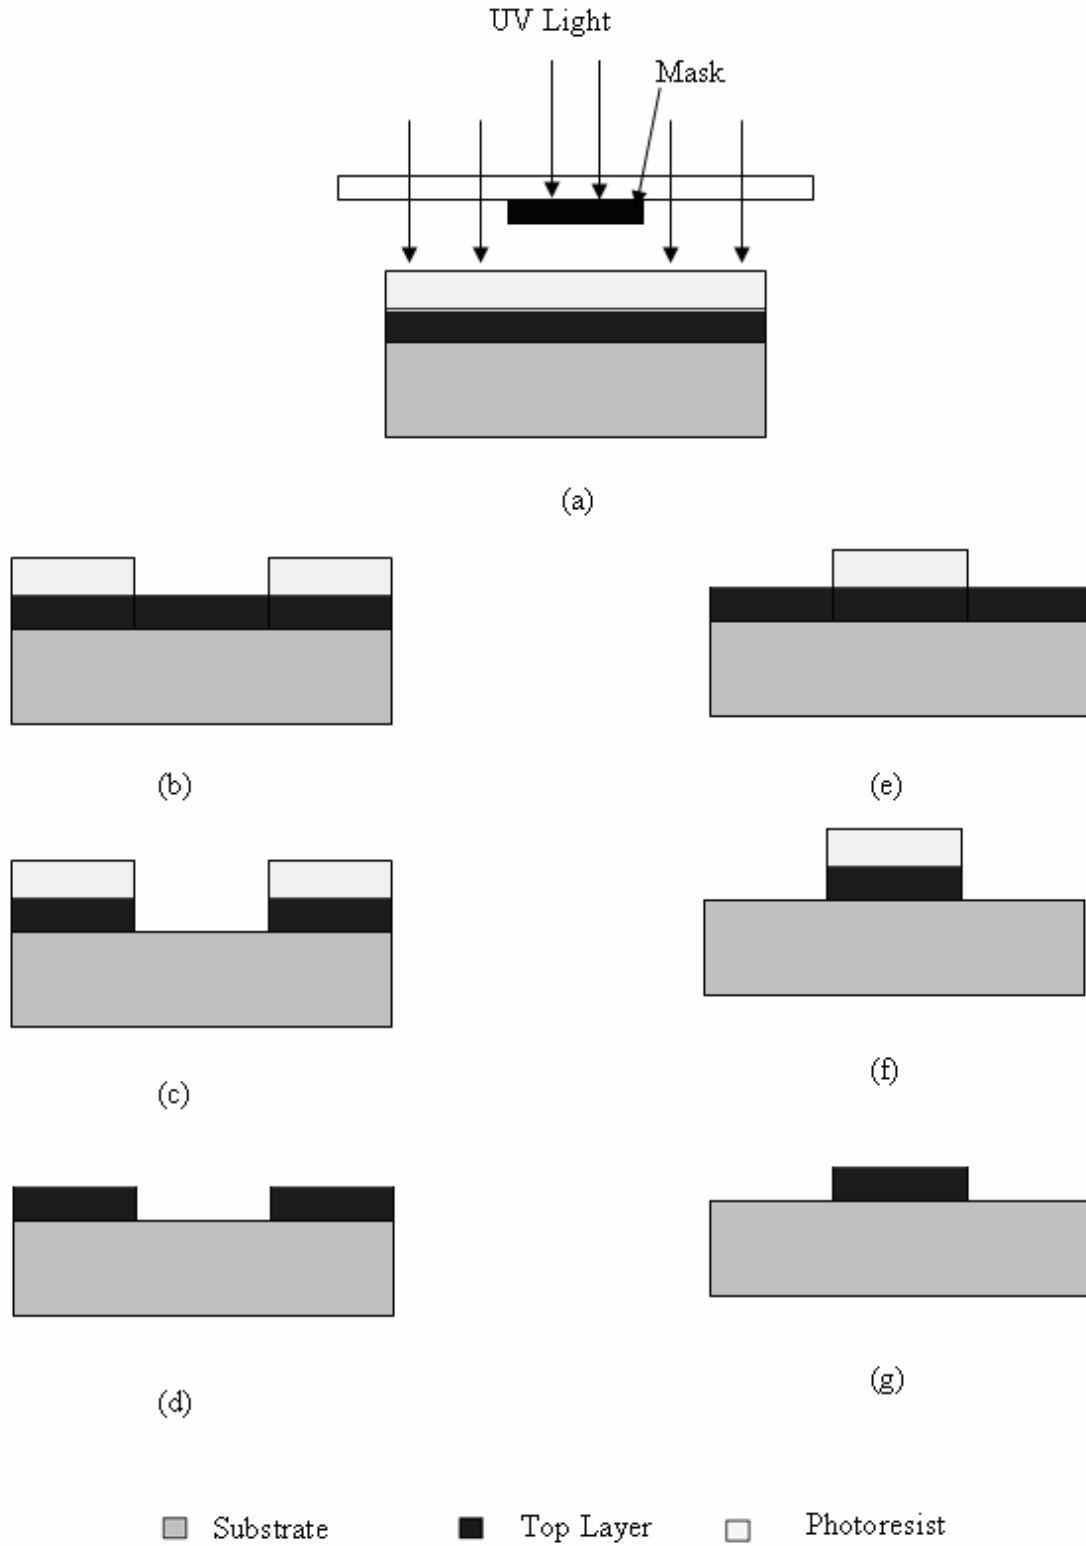 UV Light
Mask
(a)
(b)
(e)
(c)
(f)
(d)
(g)
Substrate Top Layer Photoresist